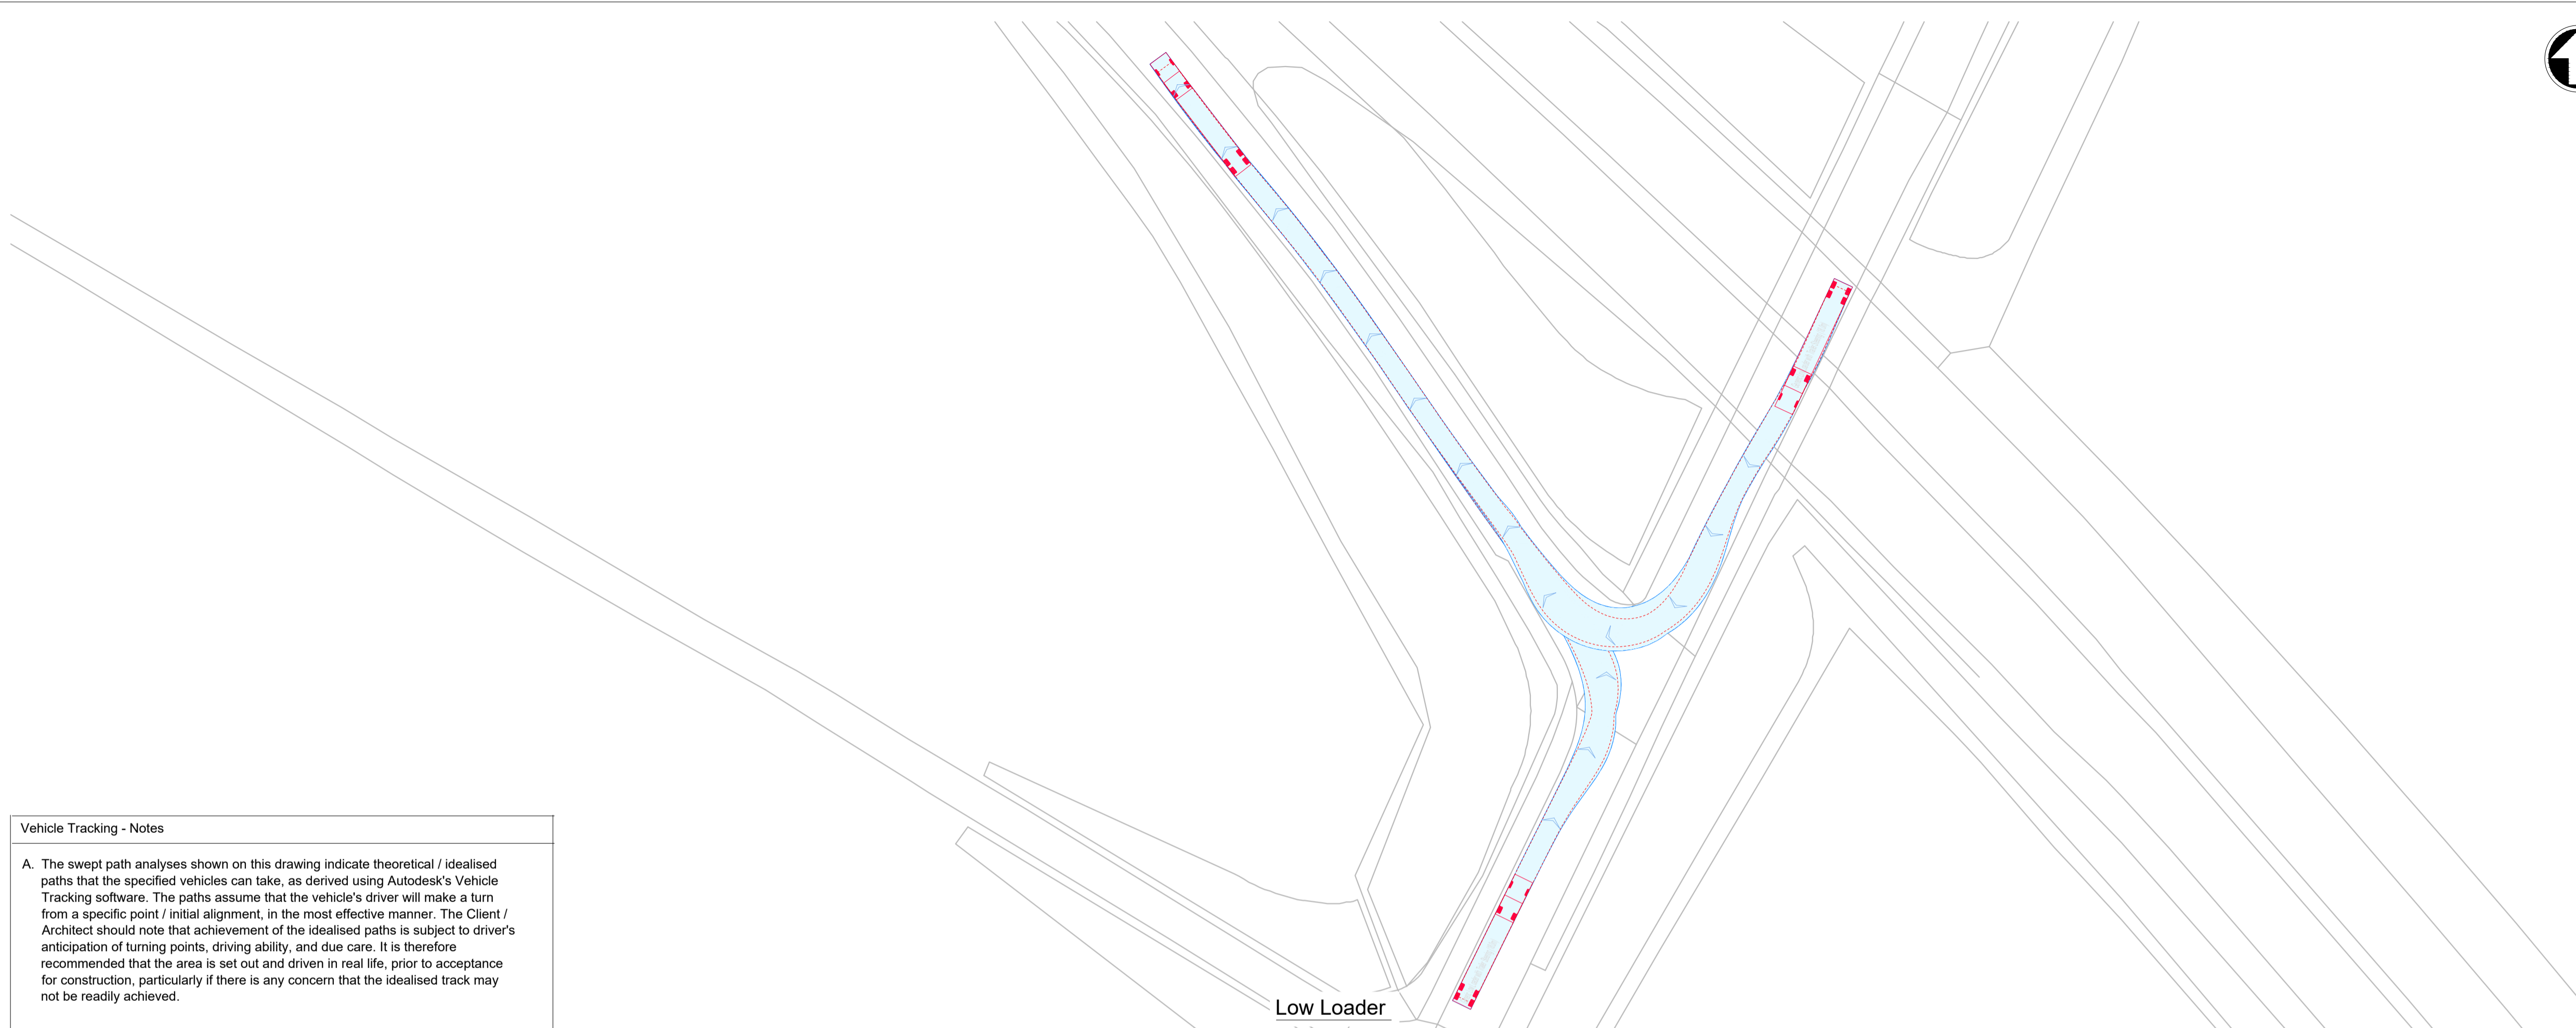 Vehicle Tracking - Notes
A. The swept path analyses shown on this drawing indicate theoretical / idealised
paths that the specified vehicles can take, as derived using Autodesk's Vehicle
Tracking software. The paths assume that the vehicle's driver will make a turn
from a specific point / initial alignment, in the most effective manner. The Client /
Architect should note that achievement of the idealised paths is subject to driver's
anticipation of turning points, driving ability, and due care. It is therefore
recommended that the area is set out and driven in real life, prior to acceptance
for construction, particularly if there is any concern that the idealised track may
not be readily achieved.
Low Loader